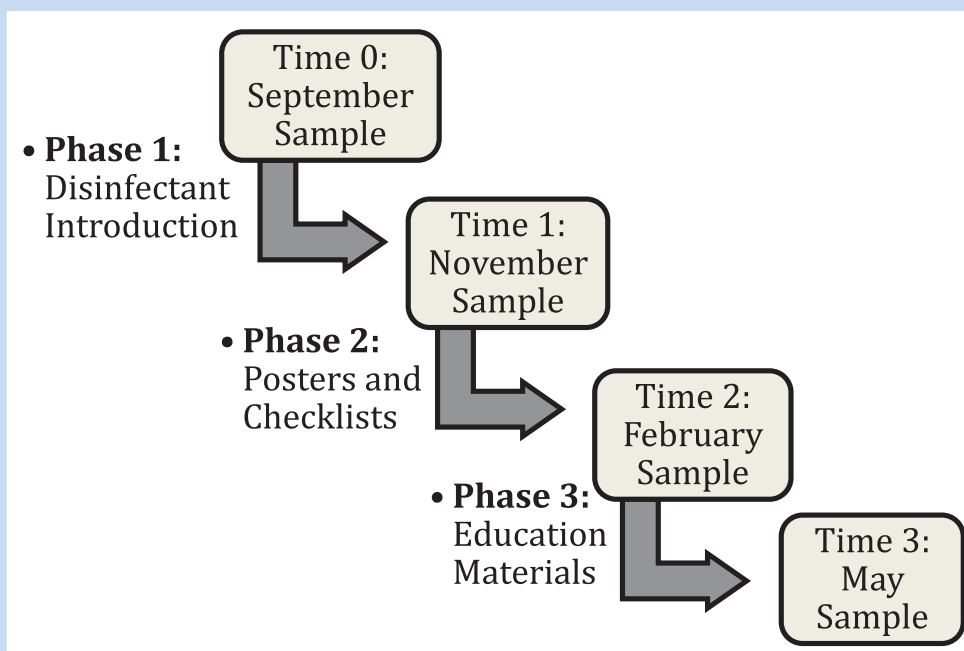 Time 0:
September
Sample
• Phase 1:
Disinfectant
Introduction
Time 1:
November
Sample
• Phase 2:
Posters and
Checklists
Time 2:
February
Sample
• Phase 3:
Education
Materials
Time 3:
May
Sample